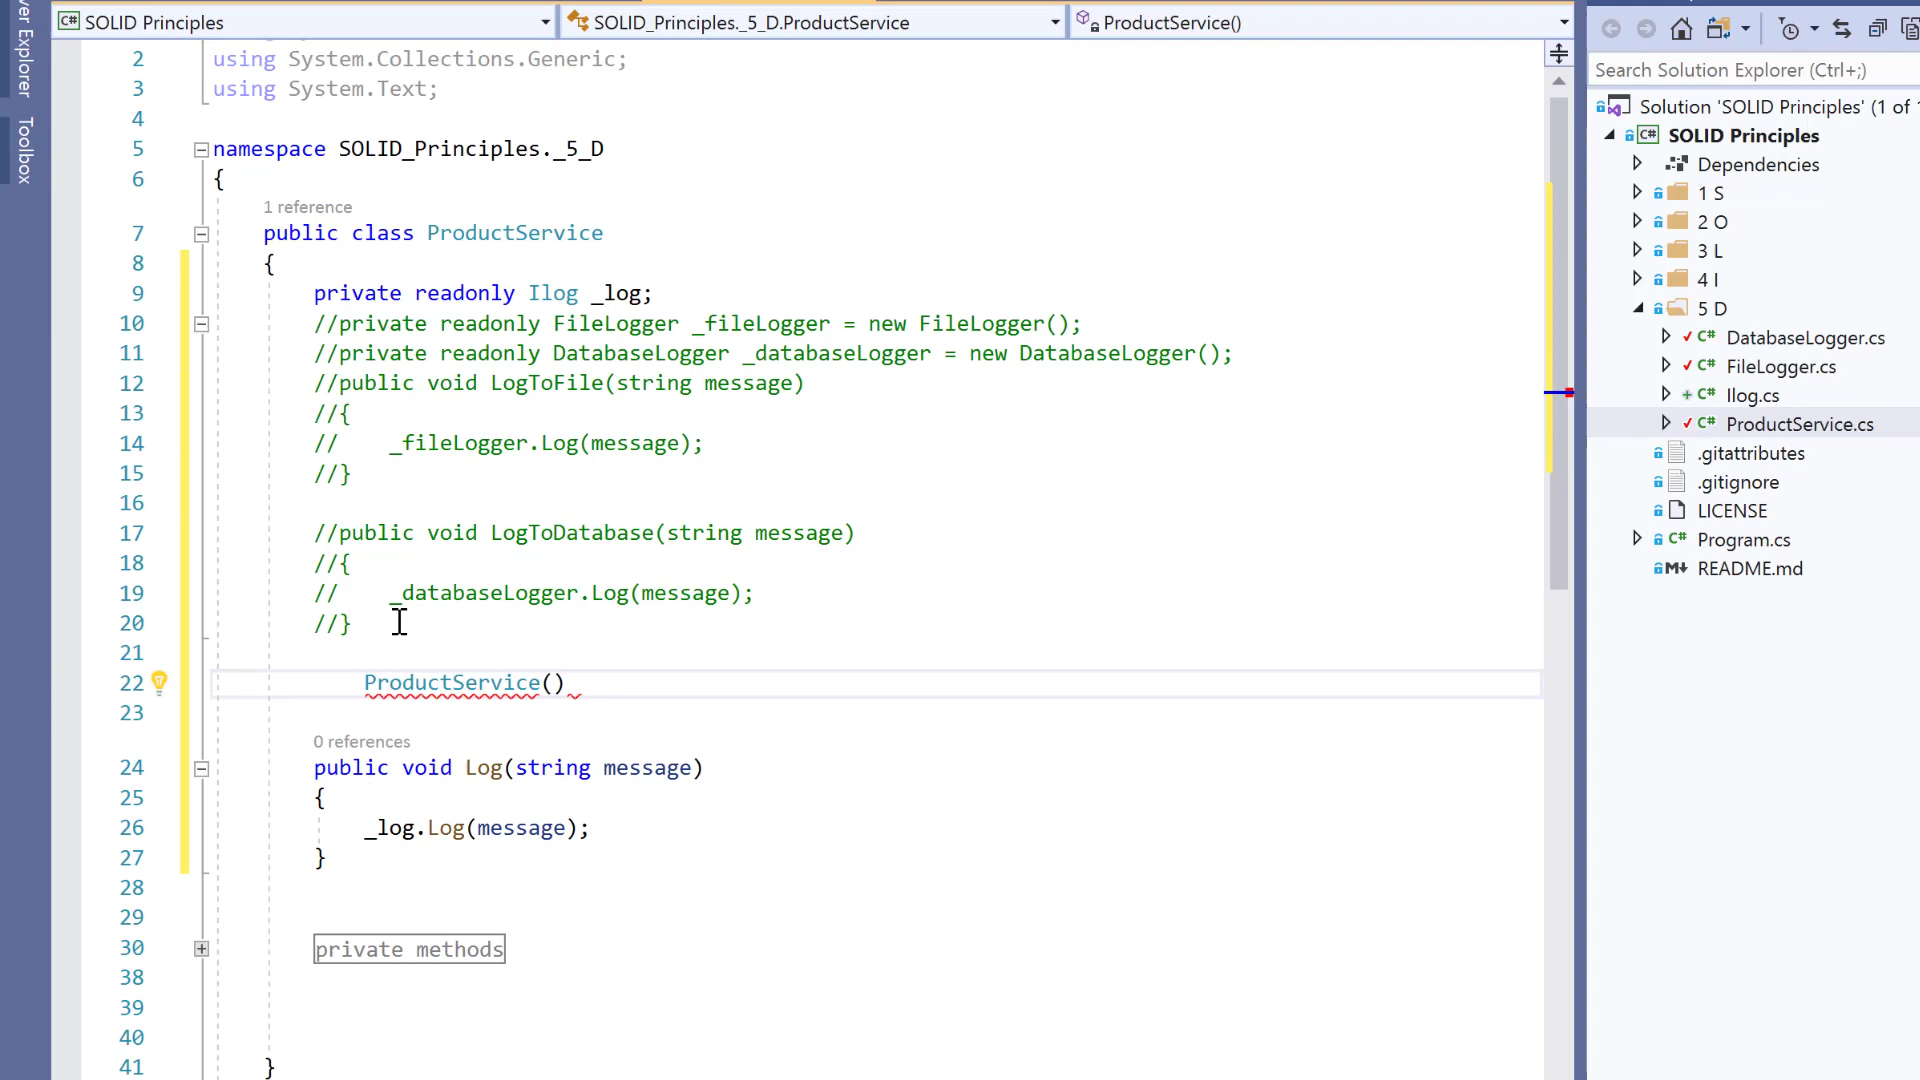 SOLID Principles
SOLID_Principles._5_D.ProductService
ProductService()
ver Explorer
Toolbox
2 using System.Collections.Generic;
3 using System.Text;
4
5 namespace SOLID_Principles._5_D
6 {
1 reference
7 public class ProductService
8 {
9 private readonly Ilog _log;
10 //private readonly FileLogger _fileLogger = new FileLogger();
11 //private readonly DatabaseLogger _databaseLogger = new DatabaseLogger();
12 //public void LogToFile(string message)
13 //{
14 // _fileLogger.Log(message);
15 //}
16
17 //public void LogToDatabase(string message)
18 //{
19 // _databaseLogger.Log(message);
20 //}
21
22 ProductService()
23
0 references
24 public void Log(string message)
25 {
26 _log.Log(message);
27 }
28
29
30 private methods
38
39
40
41 }
Search Solution Explorer (Ctrl+;)
Solution 'SOLID Principles' (1 of 1
C# SOLID Principles
Dependencies
1 S
2 O
3 L
4 I
5 D
C# DatabaseLogger.cs
C# FileLogger.cs
C# Ilog.cs
C# ProductService.cs
.gitattributes
.gitignore
LICENSE
C# Program.cs
README.md